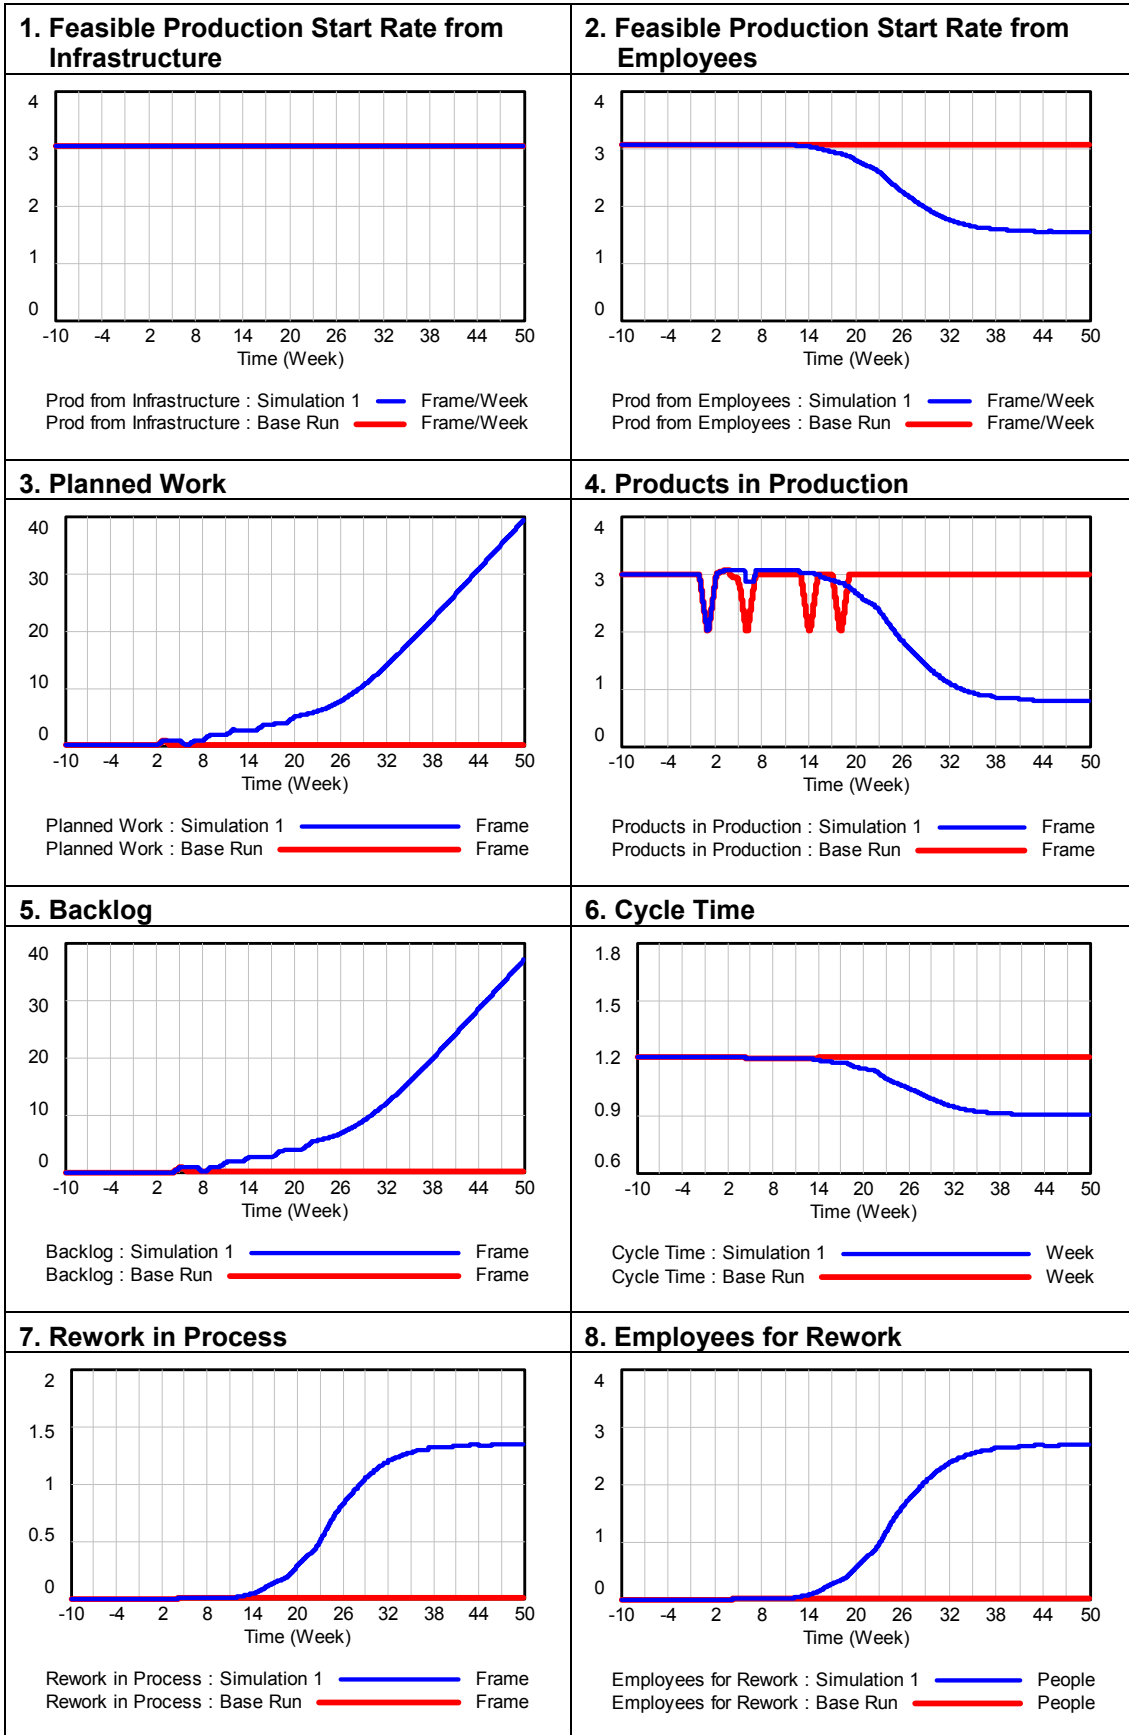 1. Feasible Production Start Rate from
Infrastructure
4
3
2
1
0
-10 -4 2 8 14 20 26 32 38 44 50
Time (Week)
Prod from Infrastructure : Simulation 1 Frame/Week
Prod from Infrastructure : Base Run Frame/Week
2. Feasible Production Start Rate from
Employees
4
3
2
1
0
-10 -4 2 8 14 20 26 32 38 44 50
Time (Week)
Prod from Employees : Simulation 1 Frame/Week
Prod from Employees : Base Run Frame/Week
3. Planned Work
40
30
20
10
0
-10 -4 2 8 14 20 26 32 38 44 50
Time (Week)
Planned Work : Simulation 1 Frame
Planned Work : Base Run Frame
4. Products in Production
4
3
2
1
0
-10 -4 2 8 14 20 26 32 38 44 50
Time (Week)
Products in Production : Simulation 1 Frame
Products in Production : Base Run Frame
5. Backlog
40
30
20
10
0
-10 -4 2 8 14 20 26 32 38 44 50
Time (Week)
Backlog : Simulation 1 Frame
Backlog : Base Run Frame
6. Cycle Time
1.8
1.5
1.2
0.9
0.6
-10 -4 2 8 14 20 26 32 38 44 50
Time (Week)
Cycle Time : Simulation 1 Week
Cycle Time : Base Run Week
7. Rework in Process
2
1.5
1
0.5
0
-10 -4 2 8 14 20 26 32 38 44 50
Time (Week)
Rework in Process : Simulation 1 Frame
Rework in Process : Base Run Frame
8. Employees for Rework
4
3
2
1
0
-10 -4 2 8 14 20 26 32 38 44 50
Time (Week)
Employees for Rework : Simulation 1 People
Employees for Rework : Base Run People